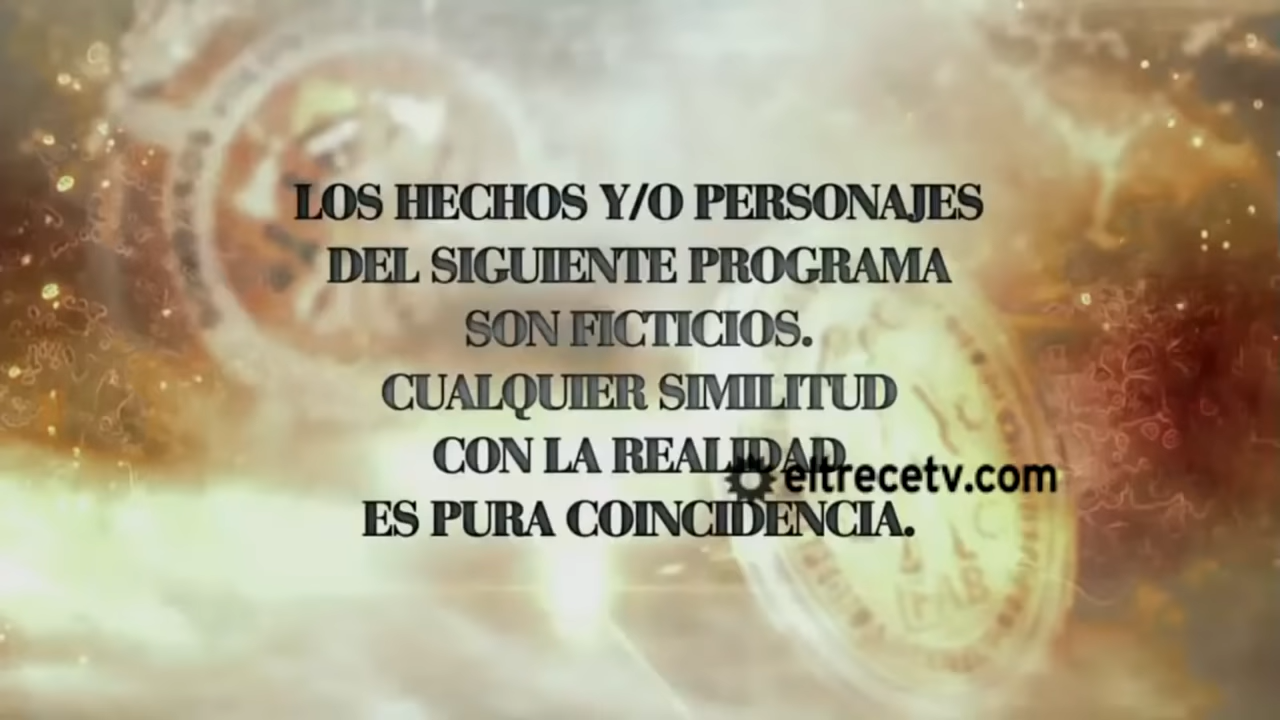 LOS HECHOS Y/O PERSONAJES
DEL SIGUIENTE PROGRAMA
SON FICTICIOS.
CUALQUIER SIMILITUD
CON LA REALIDAD
eltrecetv.com
ES PURA COINCIDENCIA.